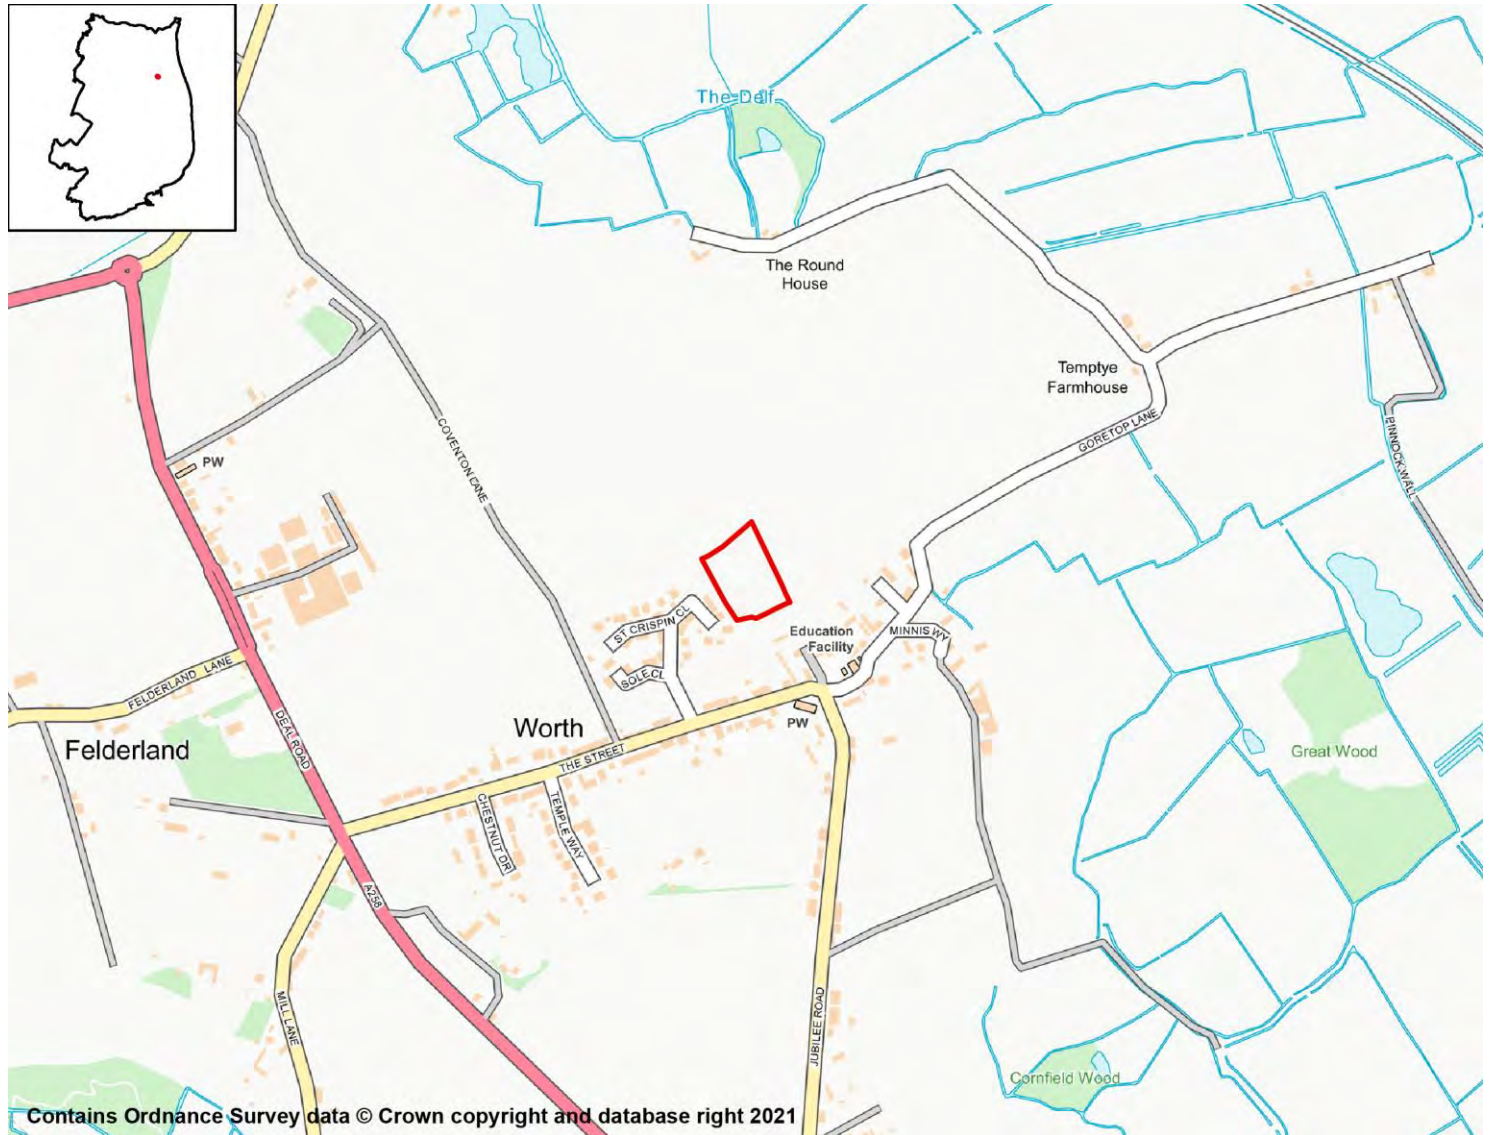 The Delf
The Round
House
Temptye
Farmhouse
GORETOP LANE
PINNOCK WALL
COVENTON LANE
PW
ST CRISPIN CL
SOLE CL
Education
Facility
MINNIS WY
PW
FELDERLAND LANE
DEAL ROAD
Felderland
Worth
THE STREET
CHESTNUT DR
TEMPLE WAY
Great Wood
A258
MILL LANE
JUBILEE ROAD
Cornfield Wood
Contains Ordnance Survey data © Crown copyright and database right 2021